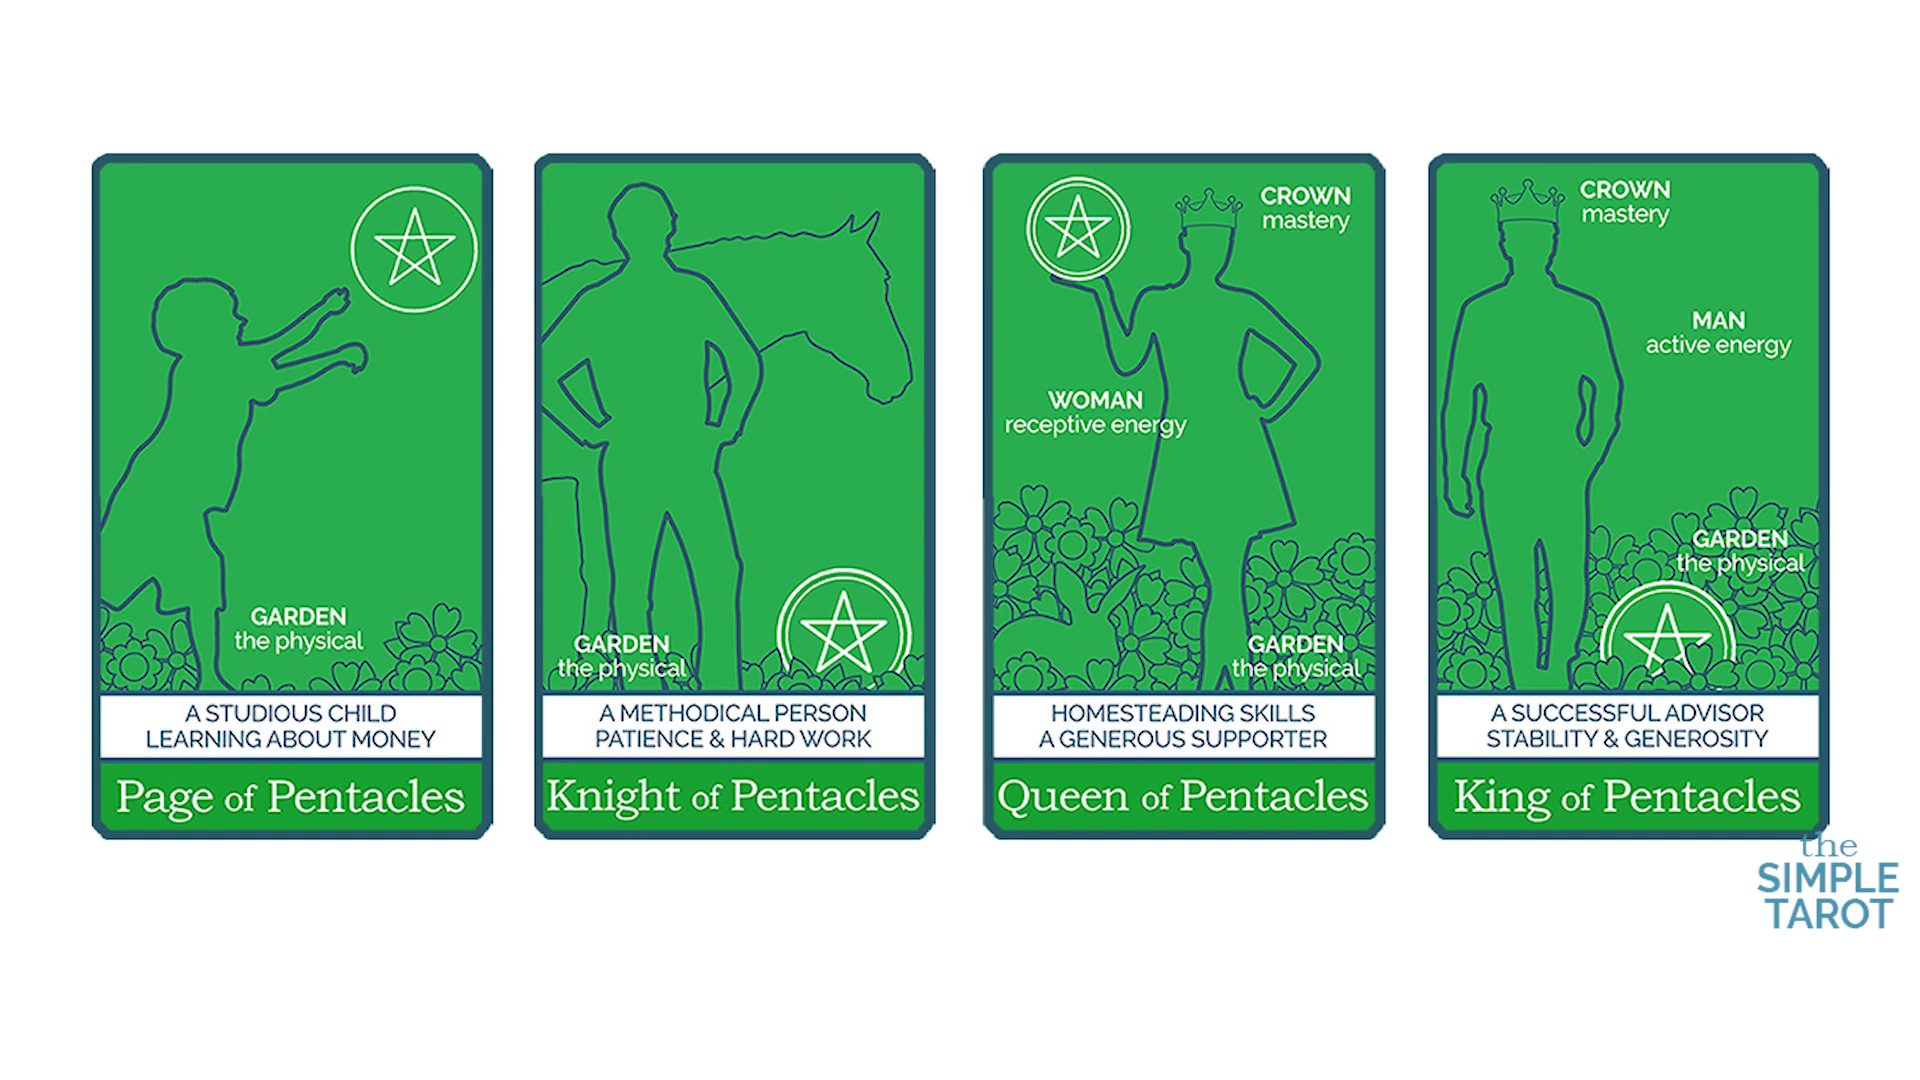 GARDEN
the physical
A STUDIOUS CHILD
LEARNING ABOUT MONEY
Page of Pentacles
GARDEN
the physical
A METHODICAL PERSON
PATIENCE & HARD WORK
Knight of Pentacles
CROWN
mastery
WOMAN
receptive energy
GARDEN
the physical
HOMESTEADING SKILLS
A GENEROUS SUPPORTER
Queen of Pentacles
CROWN
mastery
MAN
active energy
GARDEN
the physical
A SUCCESSFUL ADVISOR
STABILITY & GENEROSITY
King of Pentacles
the
SIMPLE
TAROT